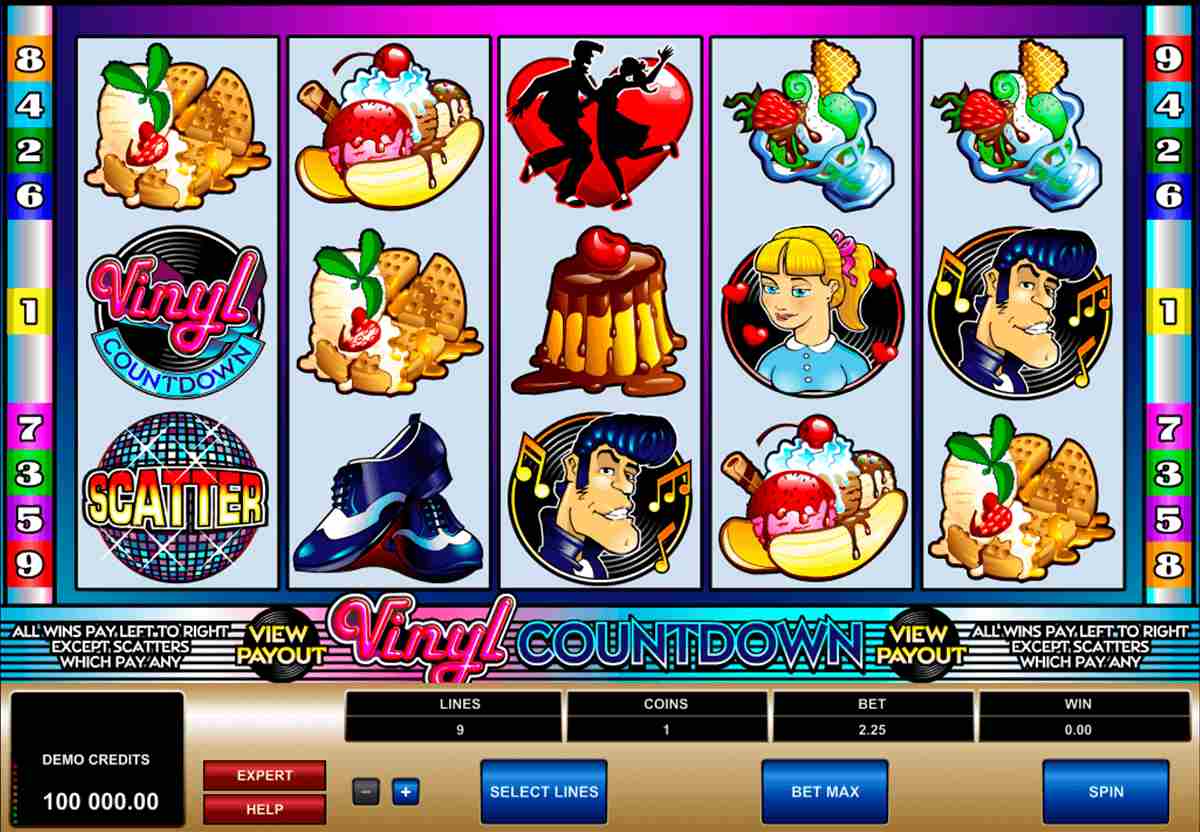 8
4
2
6
1
7
3
5
9
9
4
2
6
1
7
3
5
8
Vinyl
COUNTDOWN
SCATTER
ALL WINS PAY LEFT TO RIGHT
EXCEPT SCATTERS
WHICH PAY ANY
VIEW
PAYOUT
Vinyl COUNTDOWN
VIEW
PAYOUT
ALL WINS PAY LEFT TO RIGHT
EXCEPT SCATTERS
WHICH PAY ANY
DEMO CREDITS
100 000.00
EXPERT
HELP
LINES
9
COINS
1
BET
2.25
WIN
0.00
-
+
SELECT LINES
BET MAX
SPIN